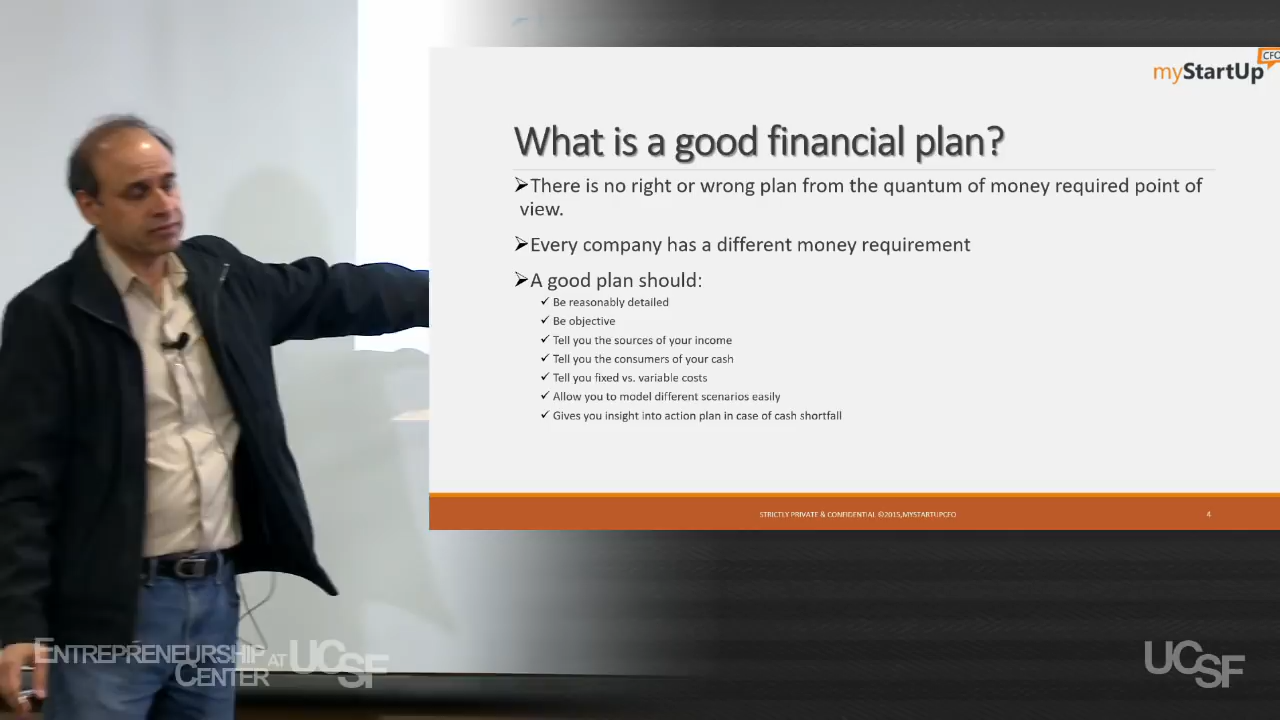 CFO
myStartUp
What is a good financial plan?
➢There is no right or wrong plan from the quantum of money required point of
view.
➢Every company has a different money requirement
➢A good plan should:
✓ Be reasonably detailed
✓ Be objective
✓ Tell you the sources of your income
✓ Tell you the consumers of your cash
✓ Tell you fixed vs. variable costs
✓ Allow you to model different scenarios easily
✓ Gives you insight into action plan in case of cash shortfall
STRICTLY PRIVATE & CONFIDENTIAL ©2015,MYSTARTUPCFO
4
ENTREPRENEURSHIP AT UCSF
CENTER
UCSF